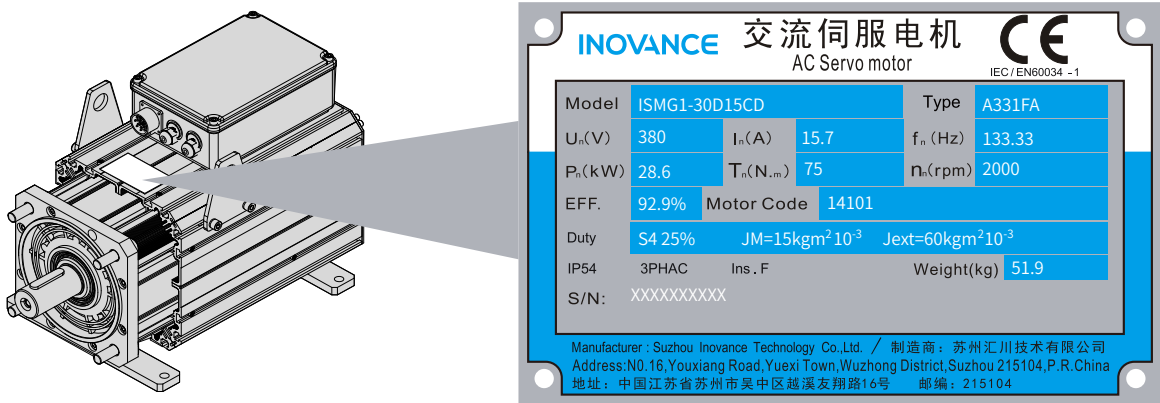 INOVANCE 交流伺服电机 CE
AC Servo motor IEC/EN60034-1
Model ISMG1-30D15CD Type A331FA
Uₙ(V) 380 Iₙ(A) 15.7 fₙ(Hz) 133.33
Pₙ(kW) 28.6 Tₙ(N.m) 75 nₙ(rpm) 2000
EFF. 92.9% Motor Code 14101
Duty S4 25% JM=15kgm²10⁻³ Jext=60kgm²10⁻³
IP54 3PHAC Ins.F Weight(kg) 51.9
S/N: XXXXXXXXXX
Manufacturer : Suzhou Inovance Technology Co.,Ltd. / 制造商：苏州汇川技术有限公司
Address:N0.16,Youxiang Road,Yuexi Town,Wuzhong District,Suzhou 215104,P.R.China
地址：中国江苏省苏州市吴中区越溪友翔路16号 邮编：215104